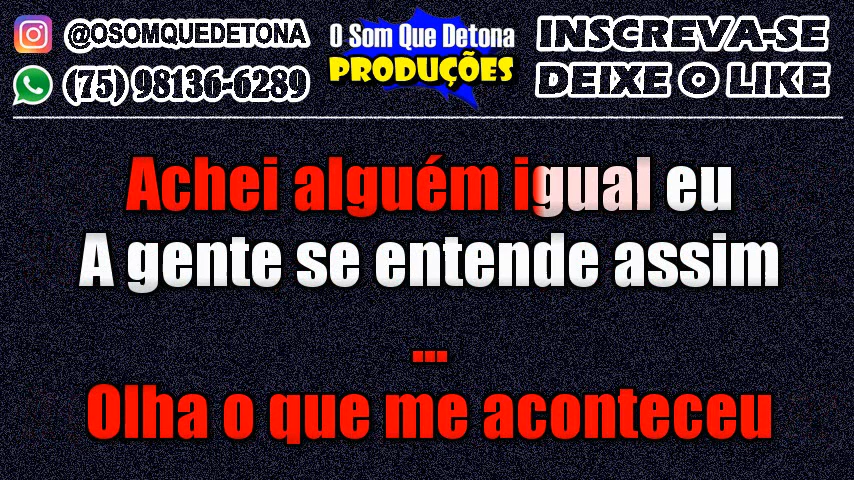 @OSOMQUEDETONA
(75) 98136-6289
O Som Que Detona
PRODUÇÕES
INSCREVA-SE
DEIXE O LIKE
Achei alguém igual eu
A gente se entende assim
...
Olha o que me aconteceu